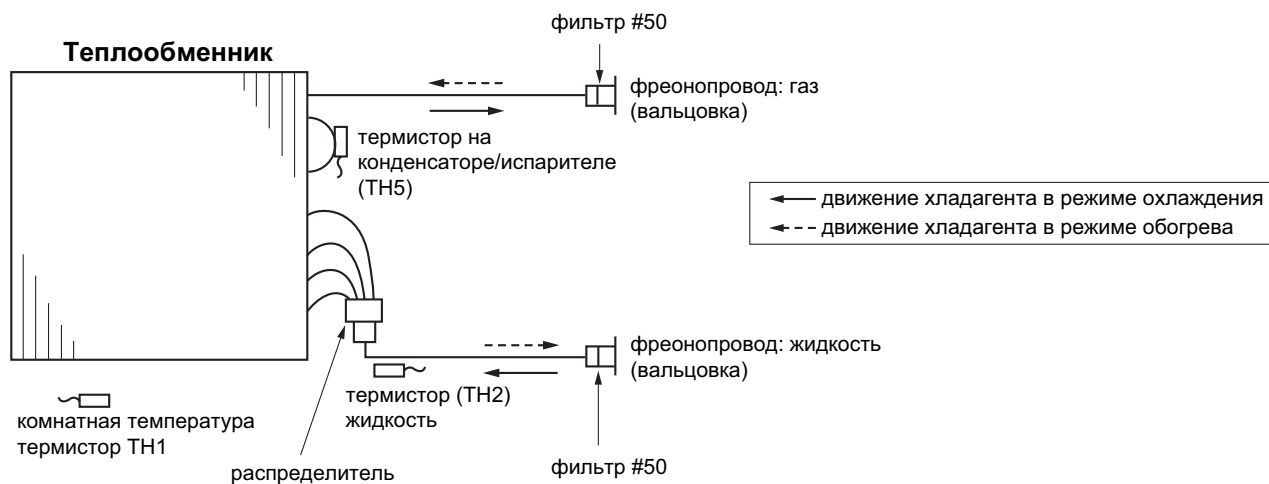 фильтр #50
Теплообменник
фреонопровод: газ
(вальцовка)
термистор на
конденсаторе/испарителе
(TH5)
движение хладагента в режиме охлаждения
движение хладагента в режиме обогрева
фреонопровод: жидкость
(вальцовка)
термистор (TH2)
жидкость
комнатная температура
термистор TH1
распределитель
фильтр #50